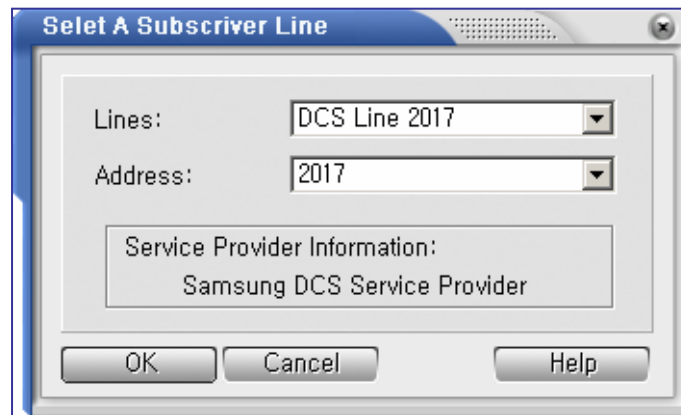 Selet A Subscriver Line
Lines: DCS Line 2017
Address: 2017
Service Provider Information:
Samsung DCS Service Provider
OK Cancel Help